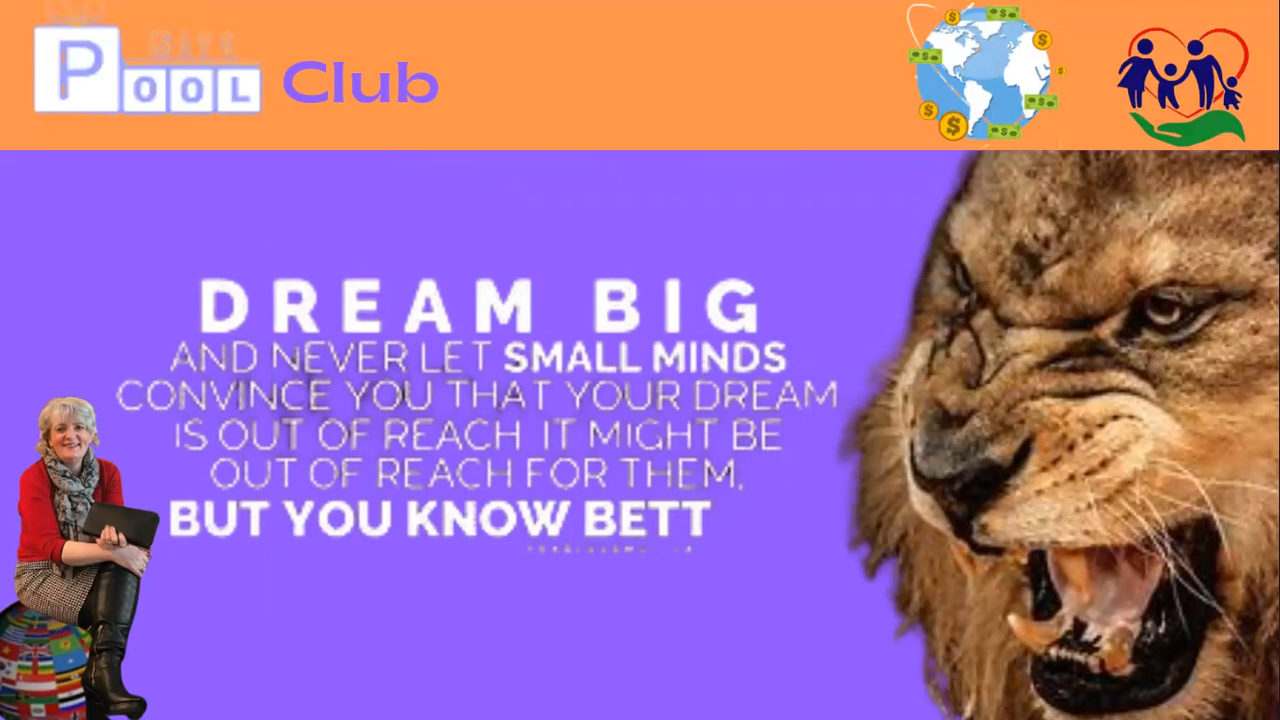 P
OOL
Club
DREAM BIG
AND NEVER LET SMALL MINDS
CONVINCE YOU THAT YOUR DREAM
IS OUT OF REACH IT MIGHT BE
OUT OF REACH FOR THEM,
BUT YOU KNOW BETT